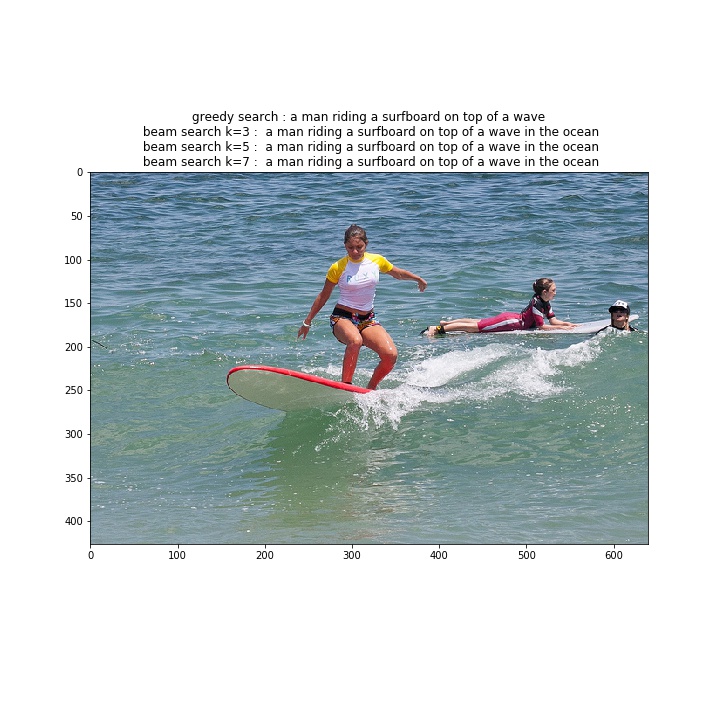 greedy search : a man riding a surfboard on top of a wave
beam search k=3 :  a man riding a surfboard on top of a wave in the ocean
beam search k=5 :  a man riding a surfboard on top of a wave in the ocean
beam search k=7 :  a man riding a surfboard on top of a wave in the ocean
0
50
100
150
200
250
300
350
400
0 100 200 300 400 500 600